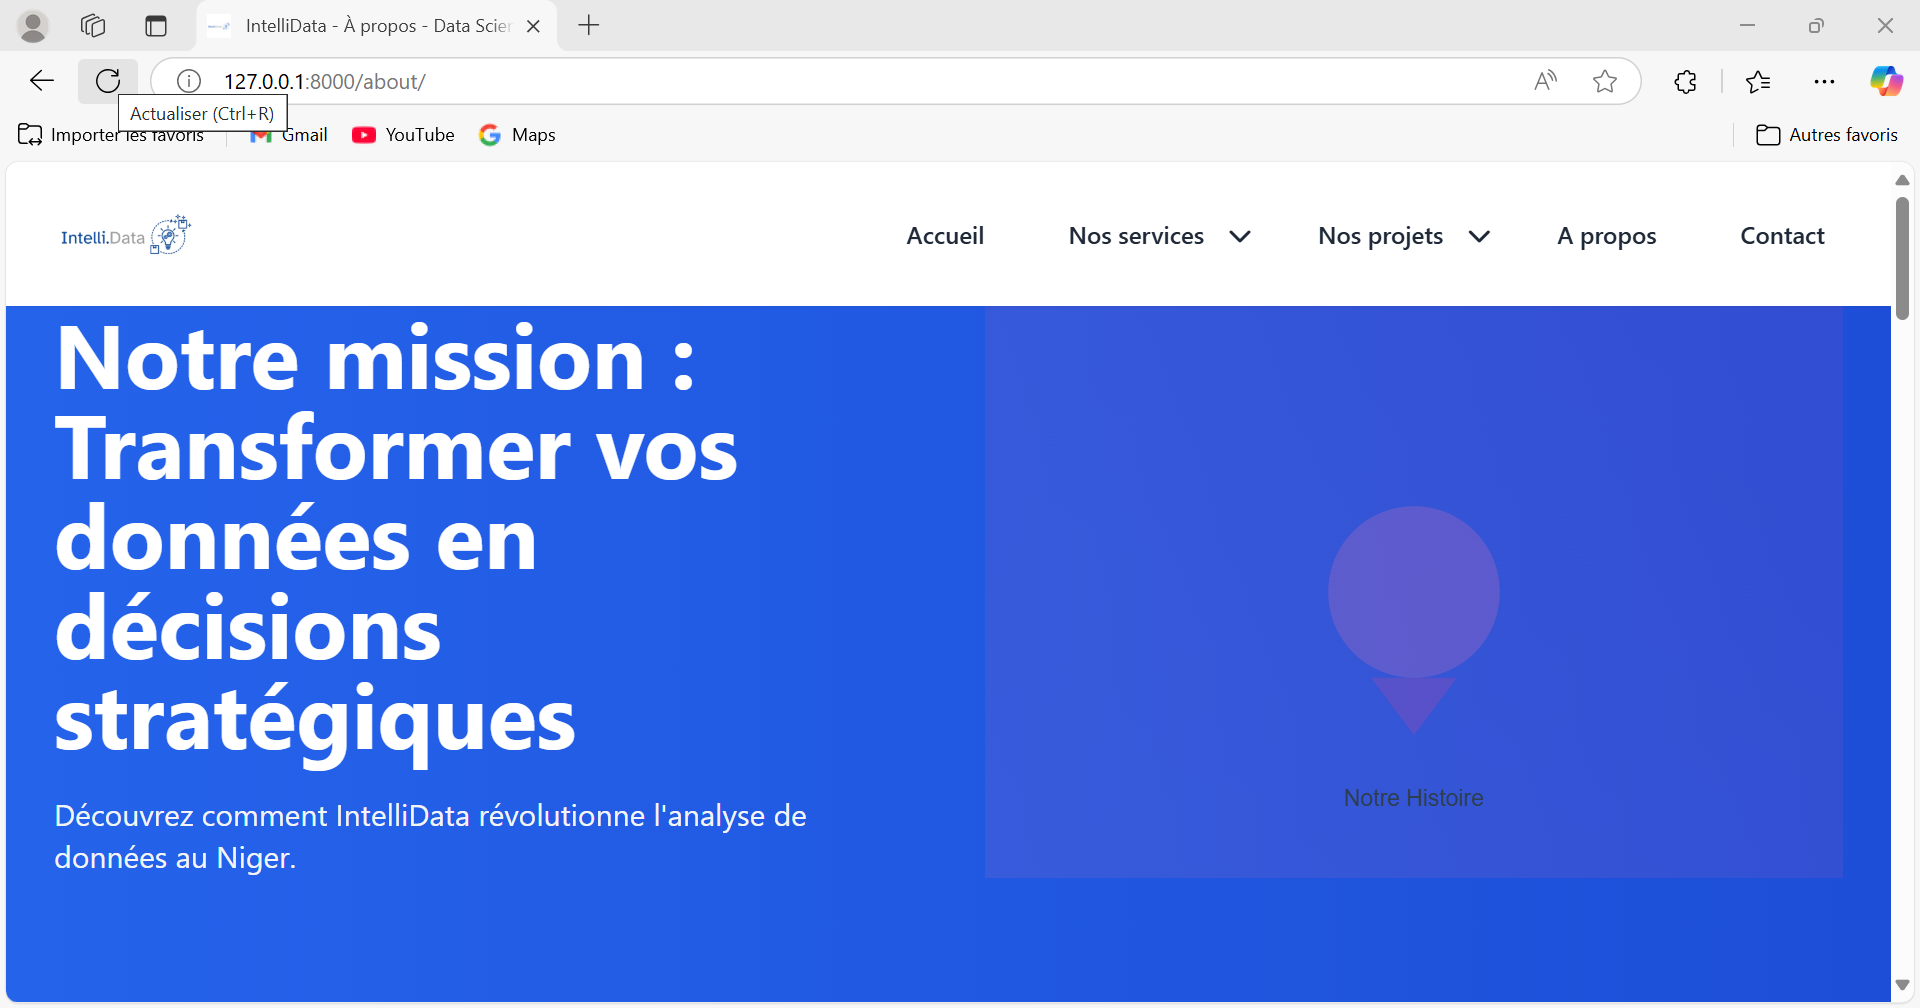 IntelliData - À propos - Data Scier
127.0.0.1:8000/about/
Actualiser (Ctrl+R)
Importer les favoris
Gmail
YouTube
Maps
Autres favoris
Intelli.Data
Accueil
Nos services
Nos projets
A propos
Contact
Notre mission :
Transformer vos
données en
décisions
stratégiques
Découvrez comment IntelliData révolutionne l'analyse de
données au Niger.
Notre Histoire